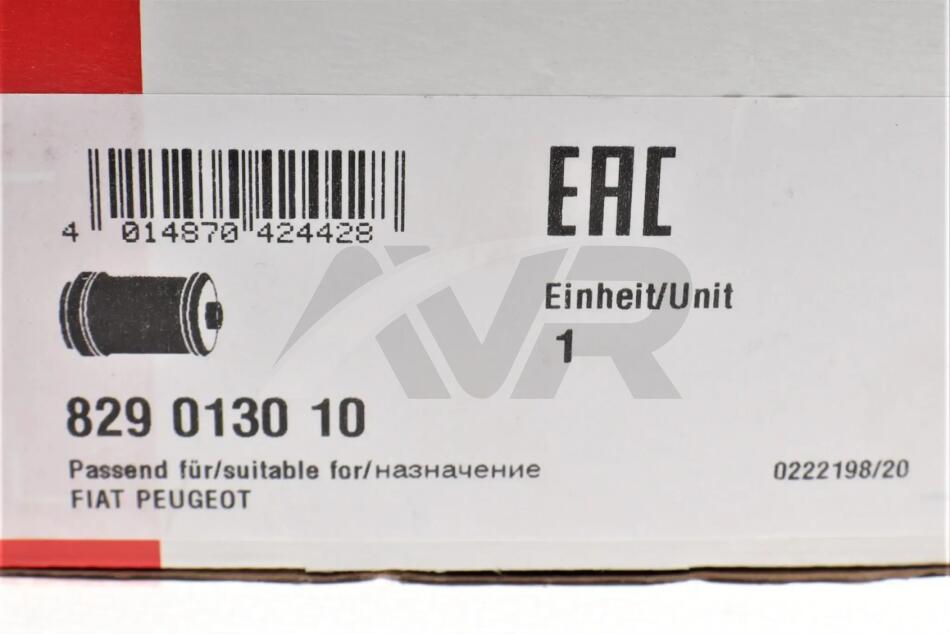 EAC
4 014870 424428
AVR
Einheit/Unit
1
829 0130 10
Passend für/suitable for/назначение
FIAT PEUGEOT
0222198/20